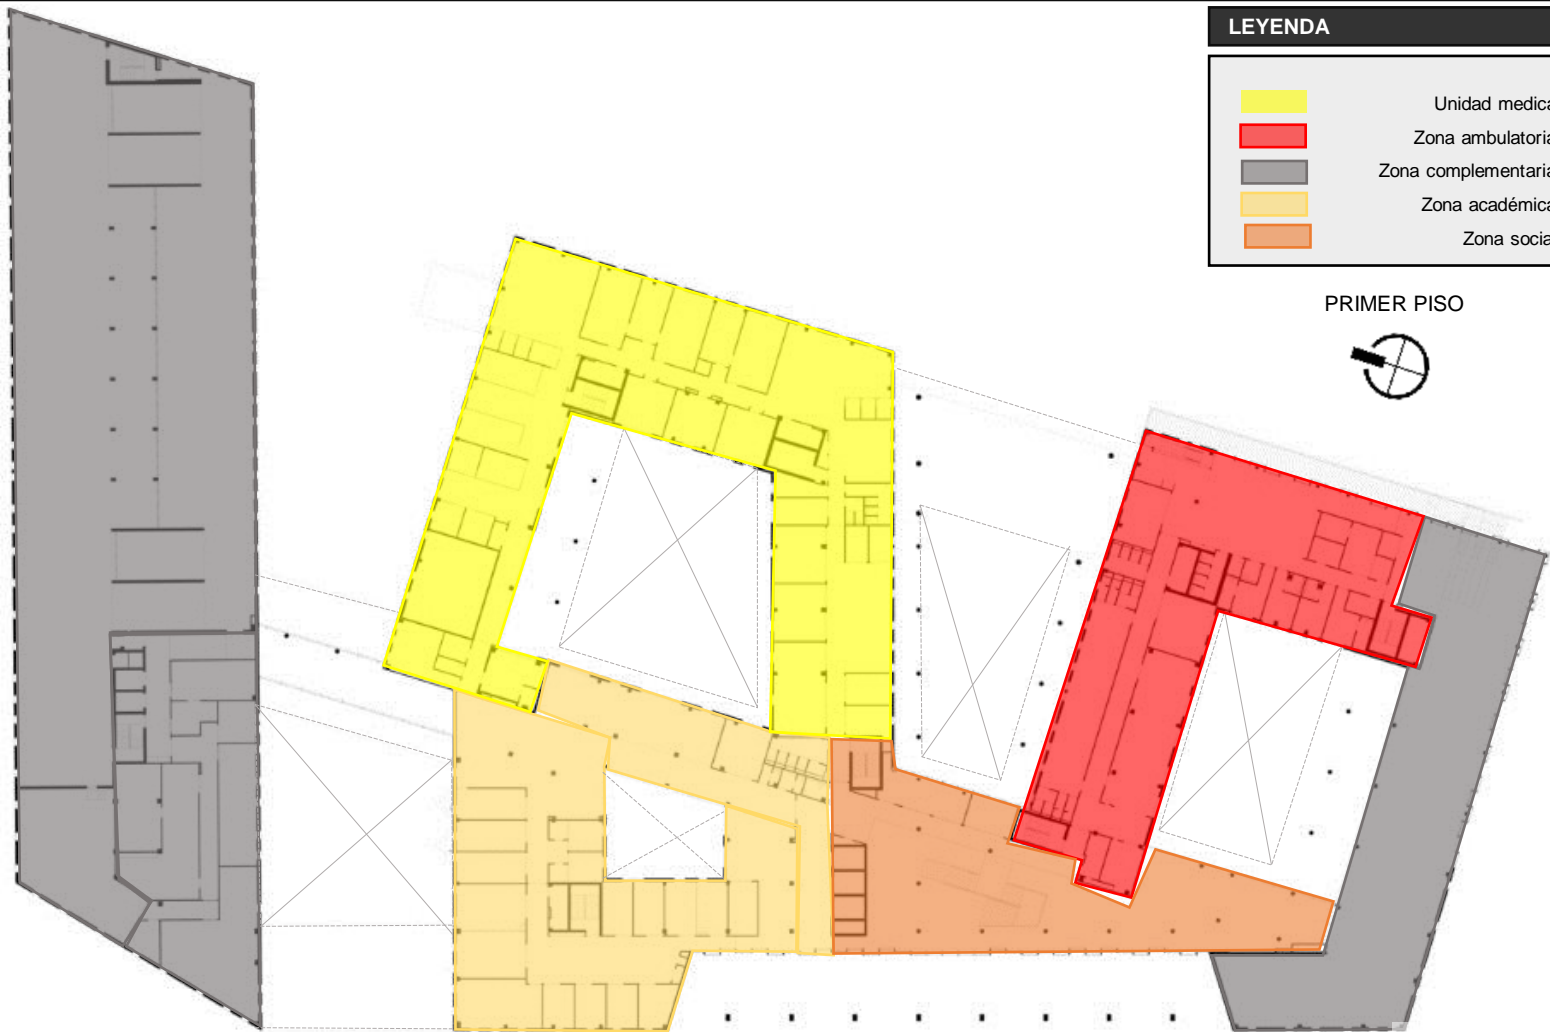 LEYENDA
Unidad medica
Zona ambulatoria
Zona complementaria
Zona académica
Zona socia
PRIMER PISO